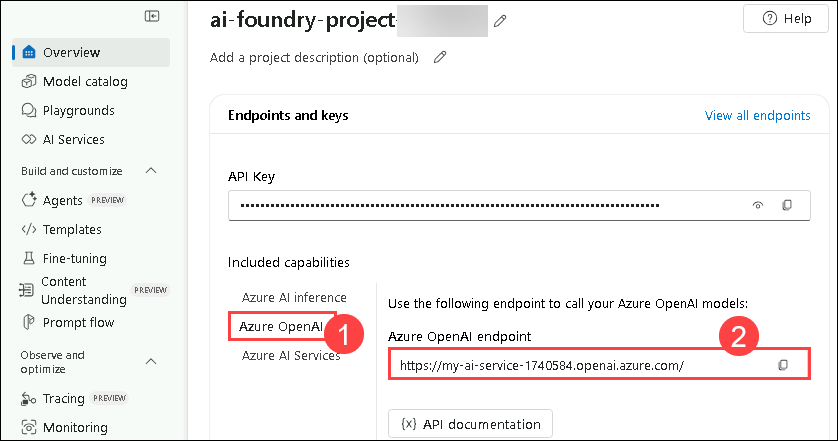 ai-foundry-project-
Help
Overview
Add a project description (optional)
Model catalog
Playgrounds
Endpoints and keys
View all endpoints
AI Services
Build and customize
API Key
Agents PREVIEW
••••••••••••••••••••••••••••••••••••••••••••••••••••••••••••••••••••••••••••••••••••
Templates
Fine-tuning
Included capabilities
Content
Understanding PREVIEW
Azure AI inference
Use the following endpoint to call your Azure OpenAI models:
Prompt flow
Azure OpenAI 1
Azure OpenAI endpoint 2
Observe and
optimize
Azure AI Services
https://my-ai-service-1740584.openai.azure.com/
Tracing PREVIEW
Monitoring
{x} API documentation